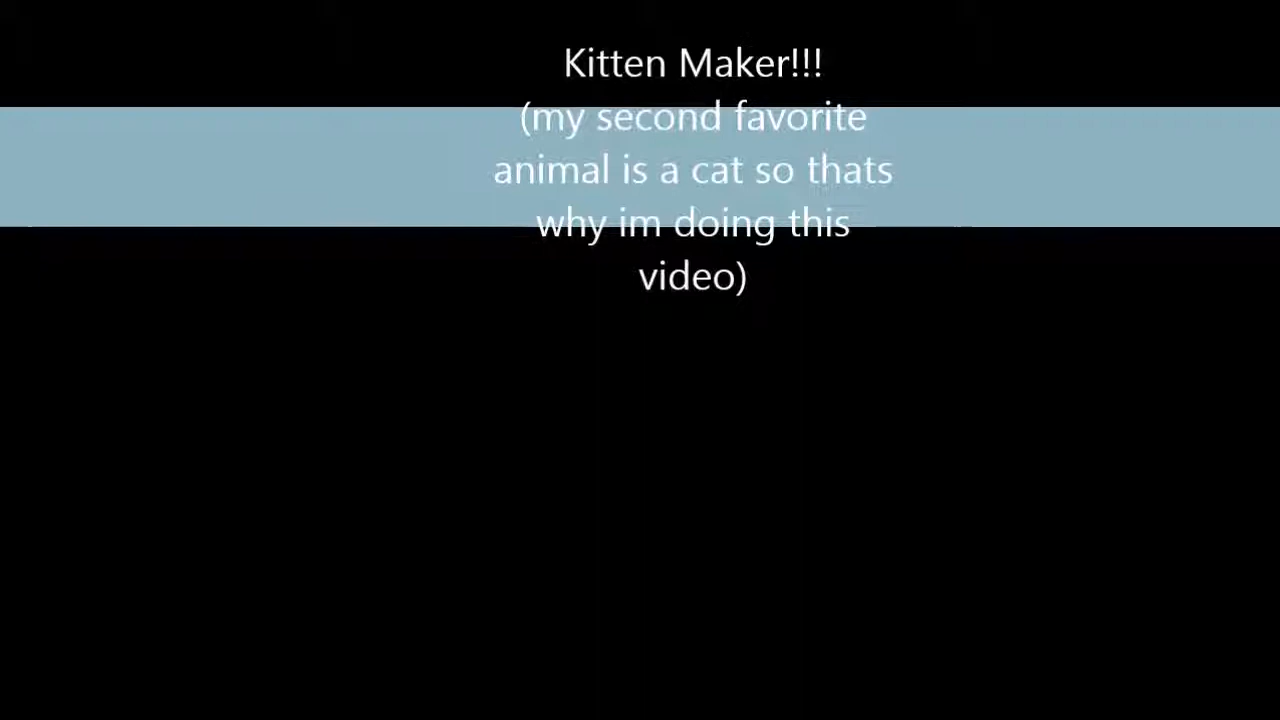 Kitten Maker!!!
(my second favorite
animal is a cat so thats
why im doing this
video)